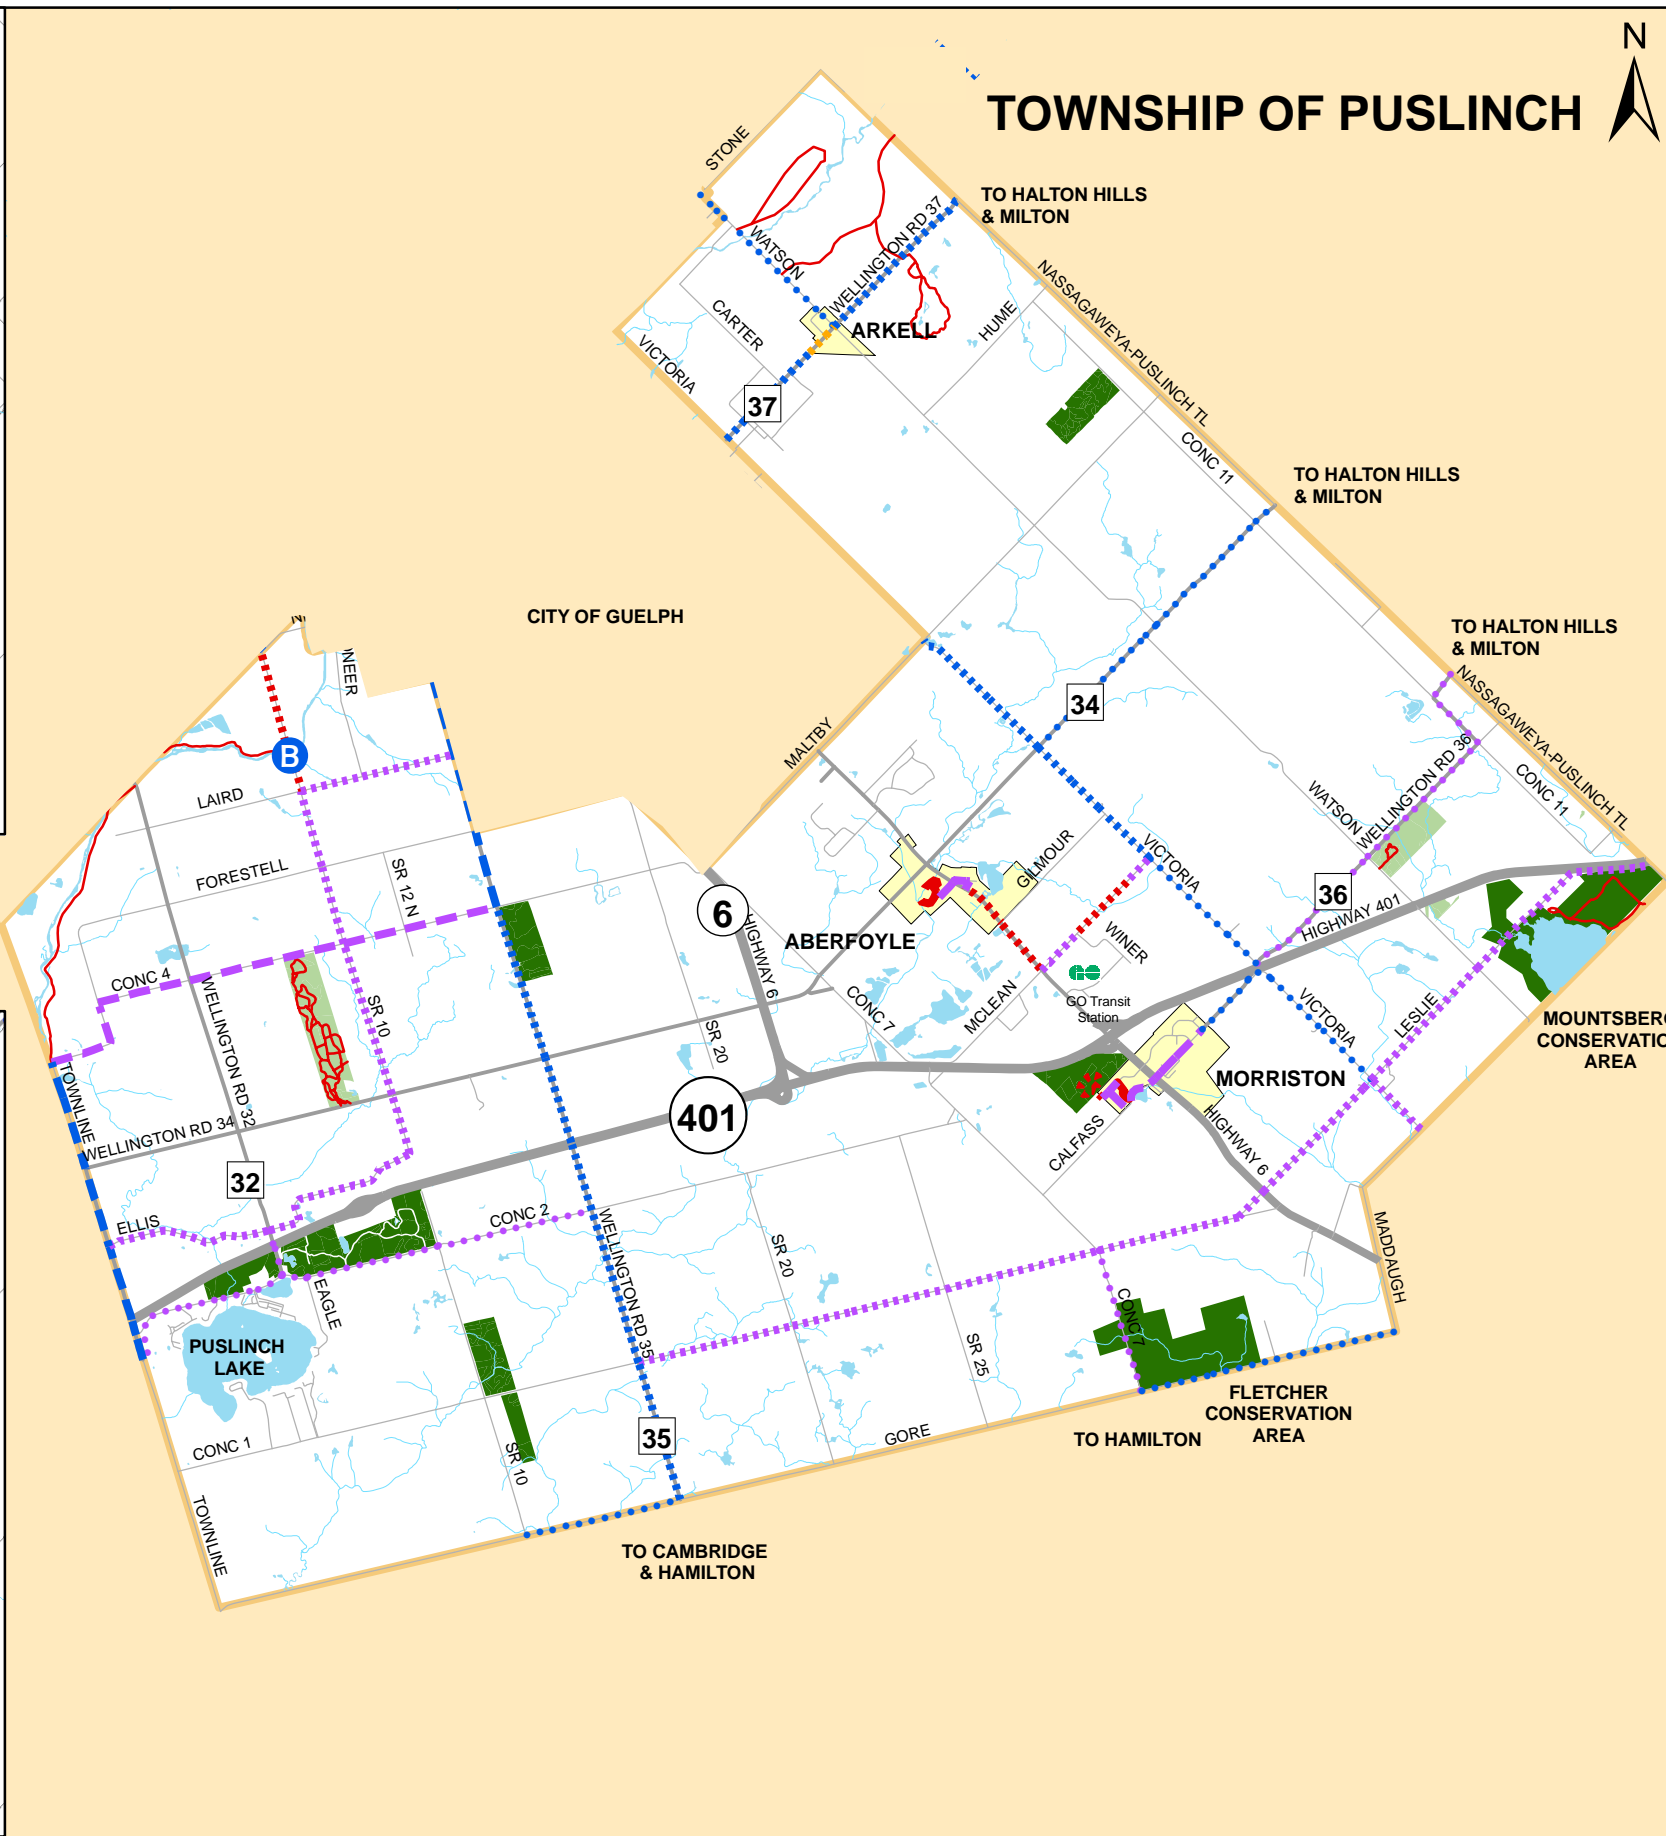 N
TOWNSHIP OF PUSLINCH
STONE
TO HALTON HILLS
& MILTON
WATSON
WELLINGTON RD 37
NASSAGAWEYA-PUSLINCH TL
CARTER
ARKELL
HUME
VICTORIA
37
CONC 11
TO HALTON HILLS
& MILTON
CITY OF GUELPH
TO HALTON HILLS
& MILTON
NEER
34
NASSAGAWEYA-PUSLINCH TL
MALTBY
B
WELLINGTON RD 36
CONC 11
LAIRD
WATSON
FORESTELL
SR 12 N
GILMOUR
VICTORIA
36
6
HIGHWAY 401
ABERFOYLE
HIGHWAY 6
WINER
CONC 4
WELLINGTON RD 32
SR 10
CONC 7
MCLEAN
GO
GO Transit
Station
VICTORIA
LESLIE
SR 20
MOUNTSBERG
CONSERVATIO
AREA
TOWNLINE
MORRISTON
401
WELLINGTON RD 34
CALFASS
HIGHWAY 6
32
ELLIS
CONC 2
WELLINGTON RD 35
SR 20
MADDAUGH
EAGLE
CONC 7
PUSLINCH
LAKE
SR 25
FLETCHER
CONSERVATION
AREA
35
GORE
TO HAMILTON
CONC 1
SR 10
TOWNLINE
TO CAMBRIDGE
& HAMILTON